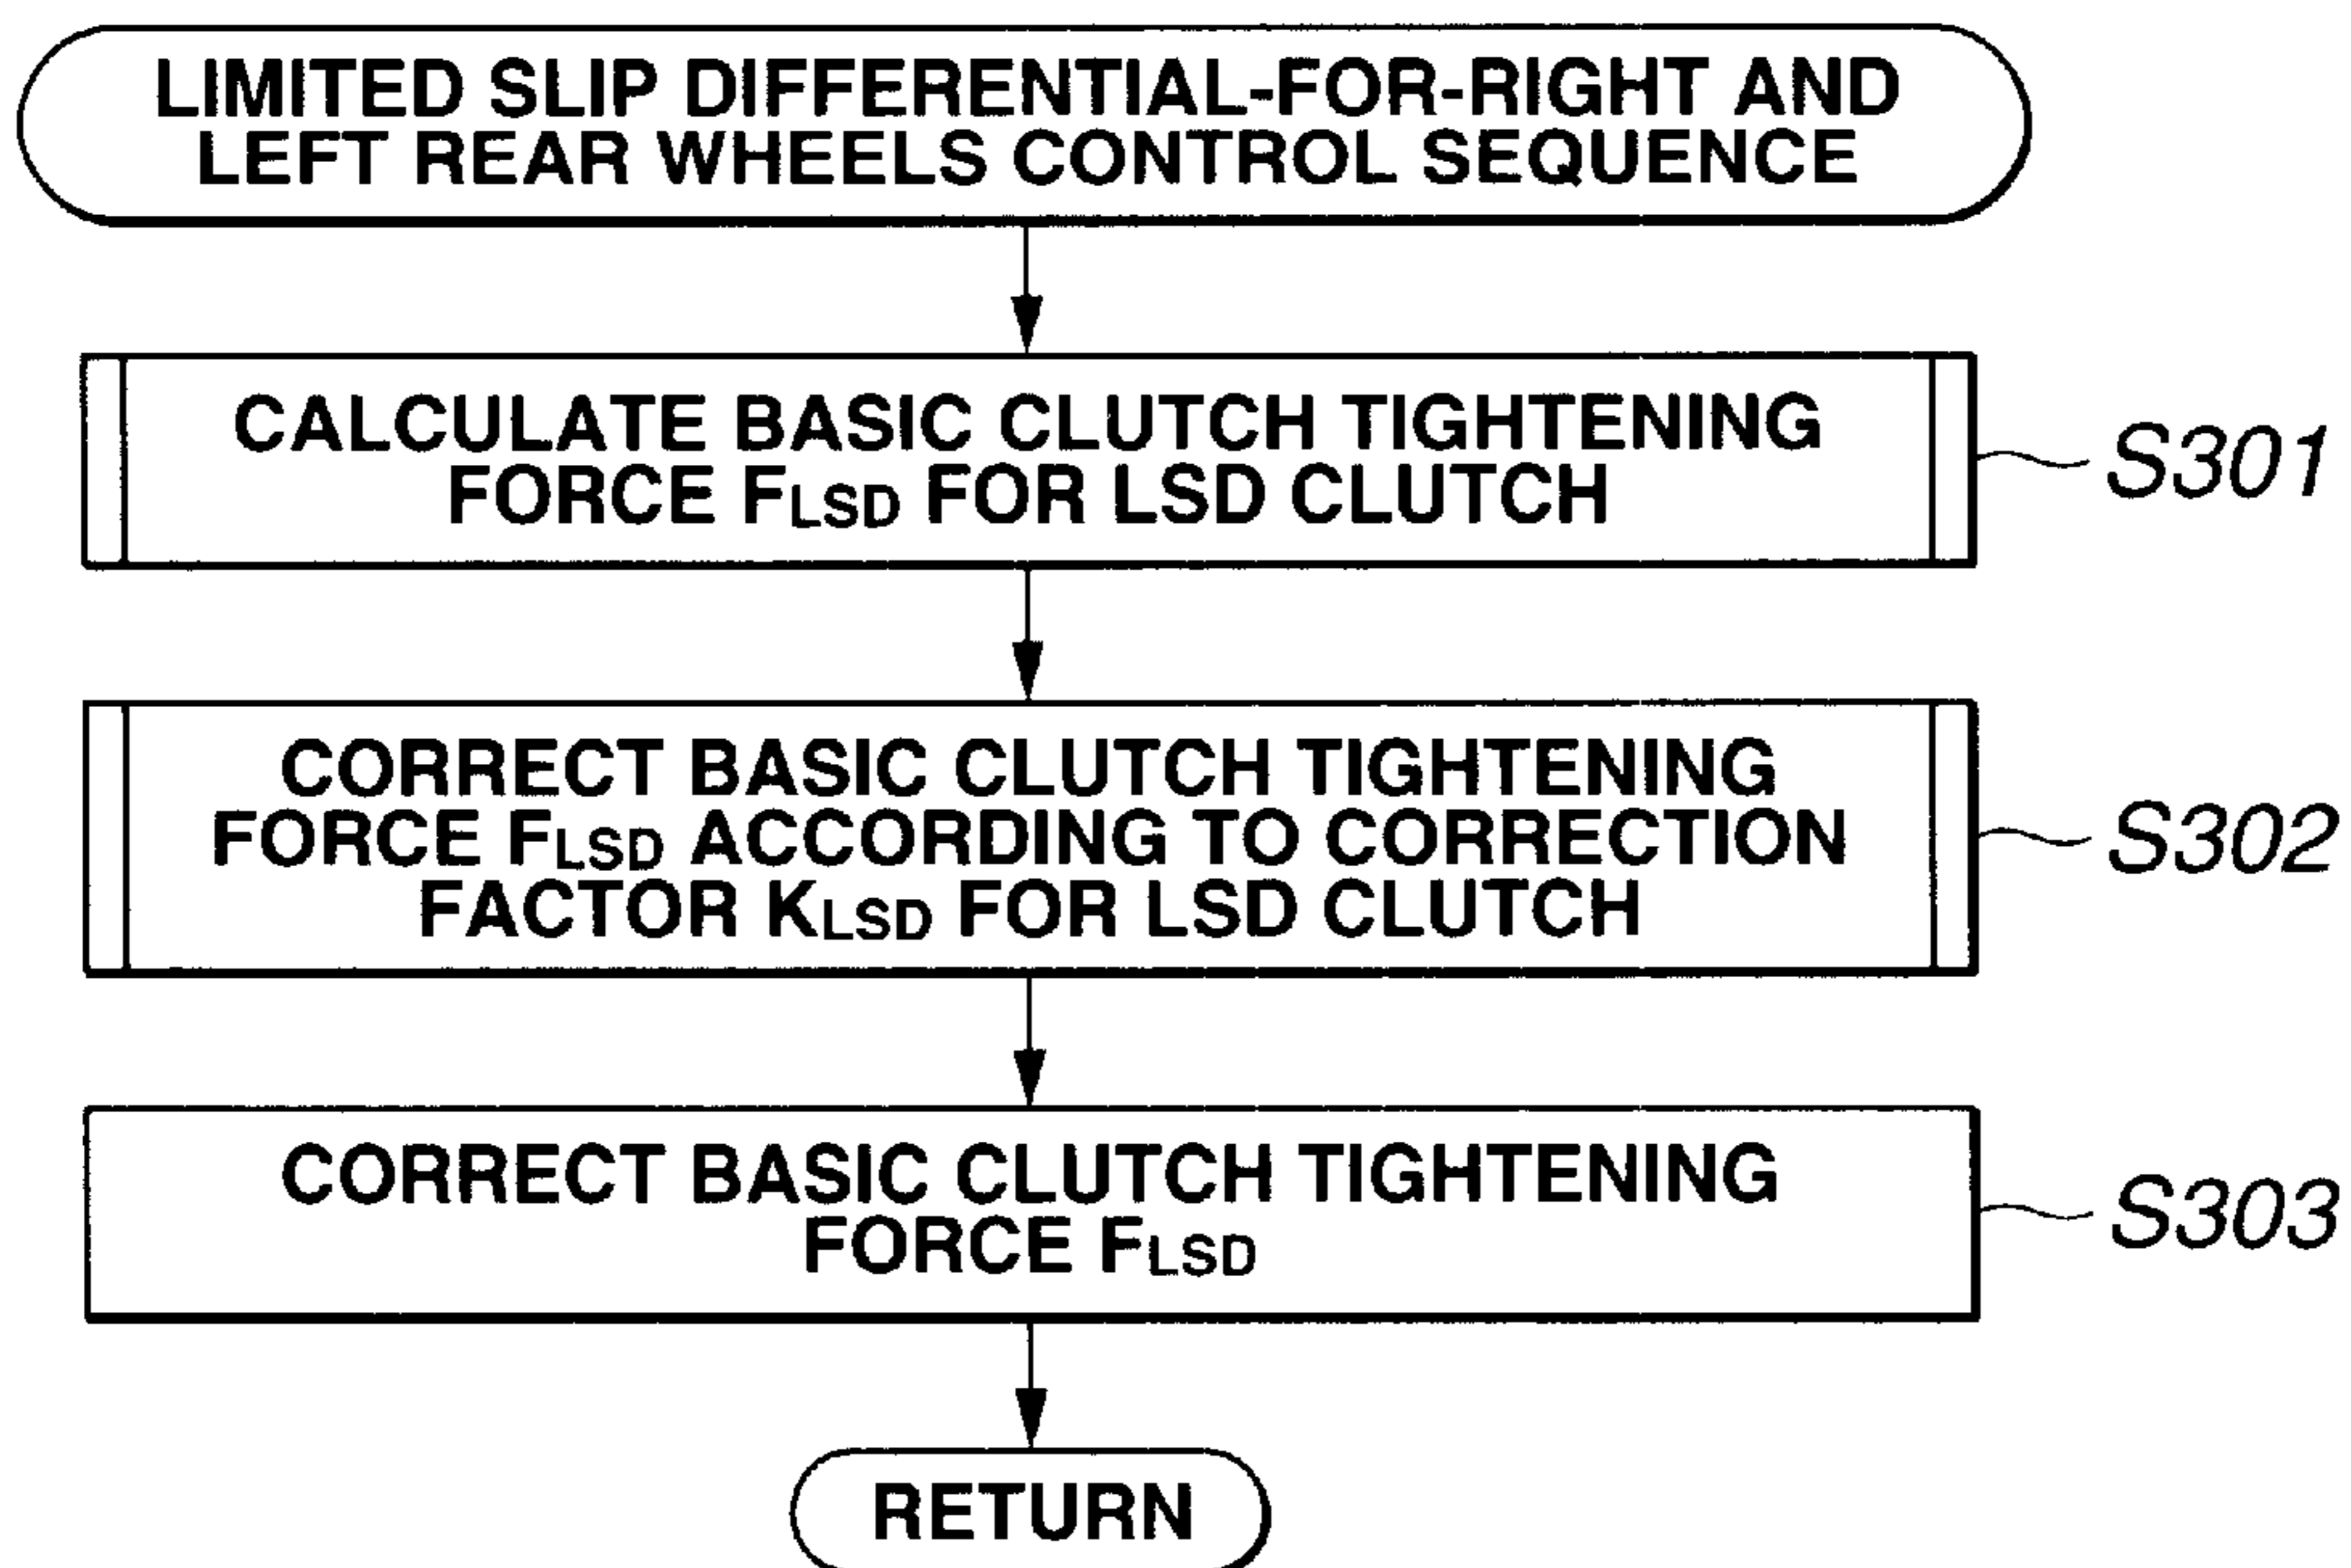 LIMITED SLIP DIFFERENTIAL-FOR-RIGHT AND
LEFT REAR WHEELS CONTROL SEQUENCE
CALCULATE BASIC CLUTCH TIGHTENING
FORCE FLSD FOR LSD CLUTCH
S301
CORRECT BASIC CLUTCH TIGHTENING
FORCE FLSD ACCORDING TO CORRECTION
FACTOR KLSD FOR LSD CLUTCH
S302
CORRECT BASIC CLUTCH TIGHTENING
FORCE FLSD
S303
RETURN